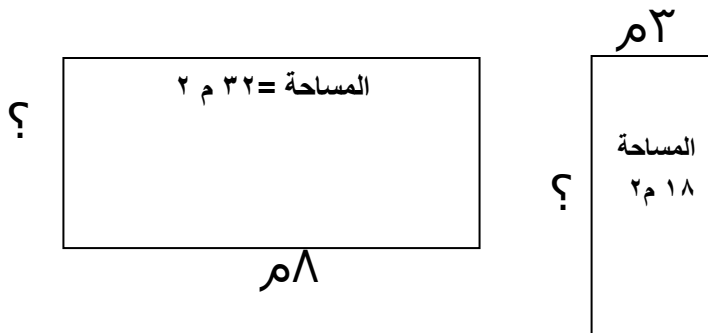 ٣م
المساحة
١٨ م٢
؟
المساحة =٣٢ م ٢
؟
٨م